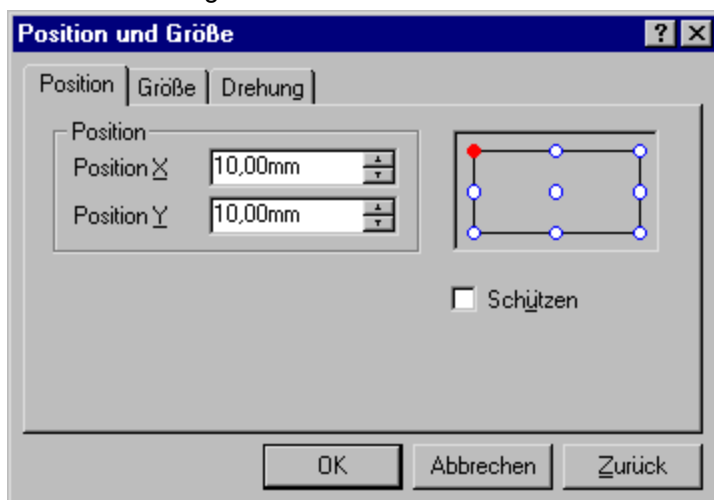 Position und Größe
Position Größe Drehung
Position
Position X 10,00mm
Position Y 10,00mm
Schützen
OK Abbrechen Zurück